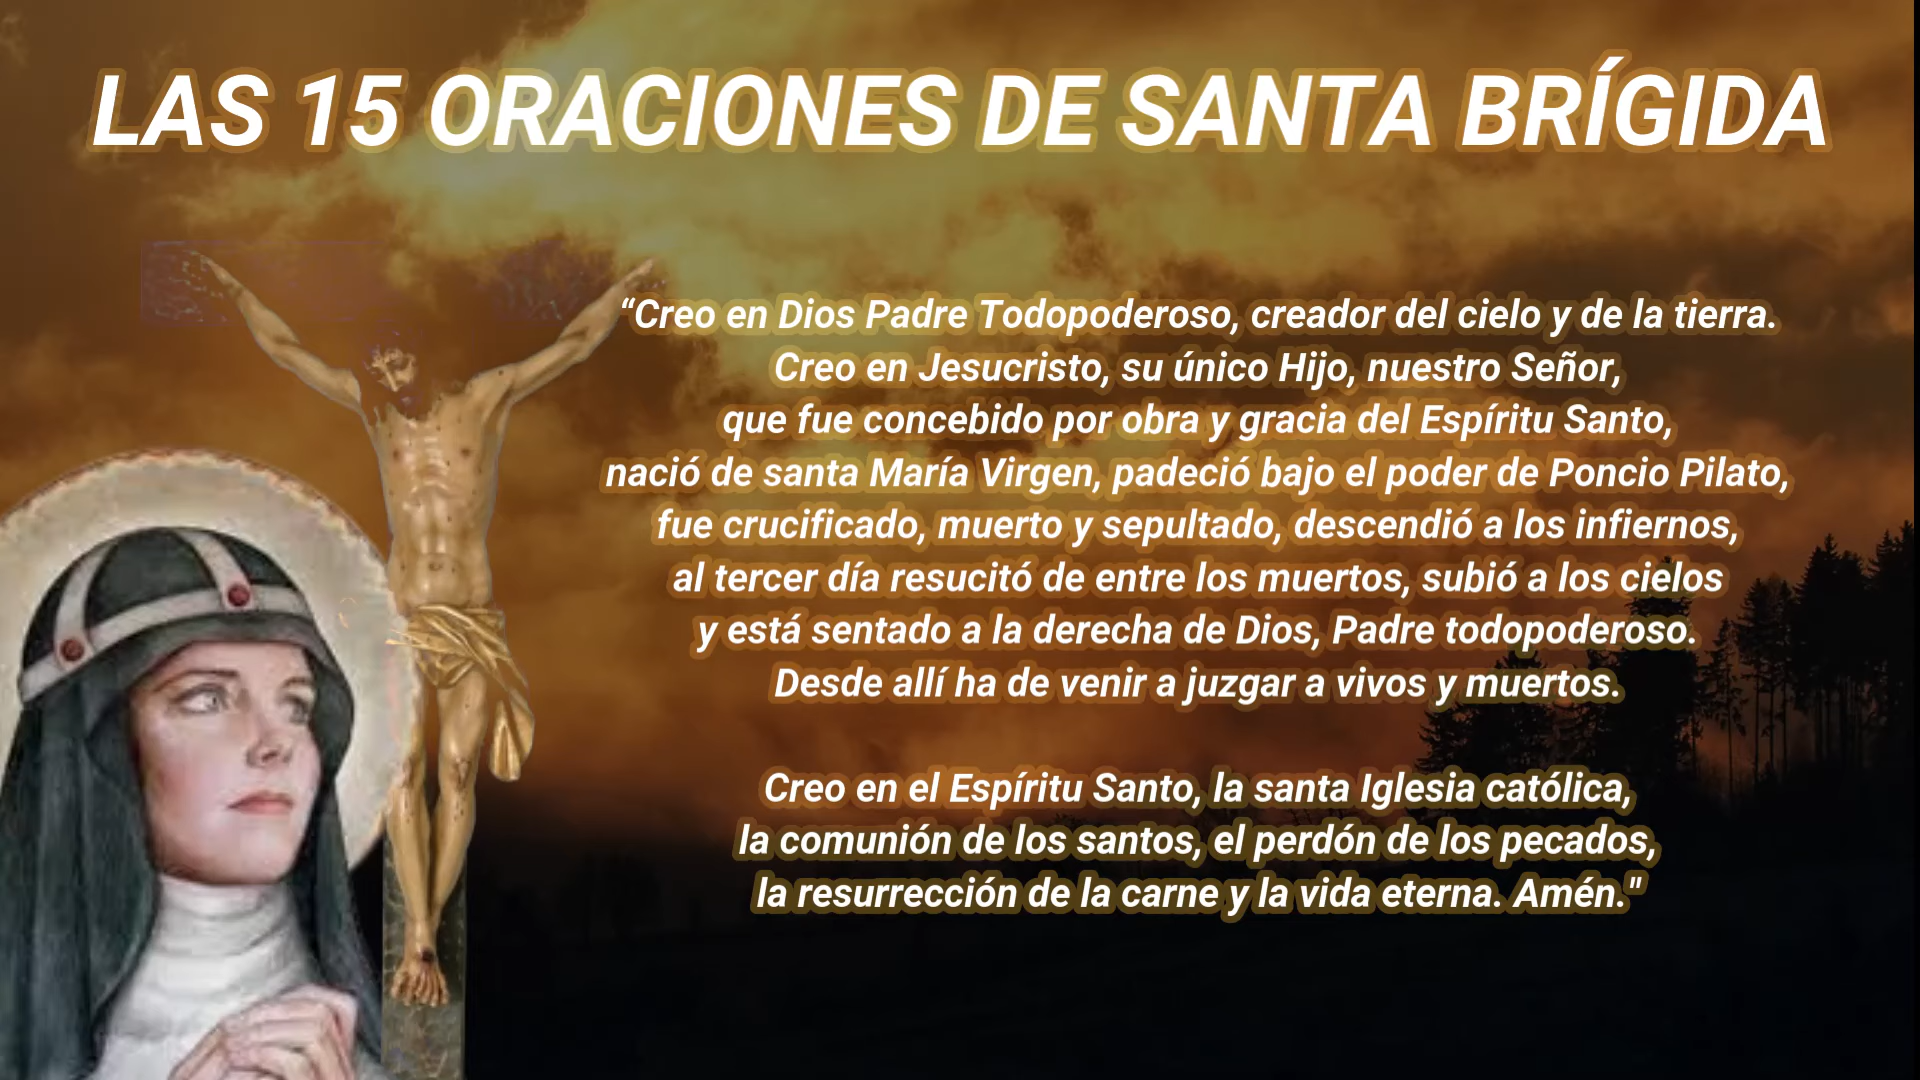 LAS 15 ORACIONES DE SANTA BRÍGIDA
“Creo en Dios Padre Todopoderoso, creador del cielo y de la tierra.
Creo en Jesucristo, su único Hijo, nuestro Señor,
que fue concebido por obra y gracia del Espíritu Santo,
nació de santa María Virgen, padeció bajo el poder de Poncio Pilato,
fue crucificado, muerto y sepultado, descendió a los infiernos,
al tercer día resucitó de entre los muertos, subió a los cielos
y está sentado a la derecha de Dios, Padre todopoderoso.
Desde allí ha de venir a juzgar a vivos y muertos.
Creo en el Espíritu Santo, la santa Iglesia católica,
la comunión de los santos, el perdón de los pecados,
la resurrección de la carne y la vida eterna. Amén."